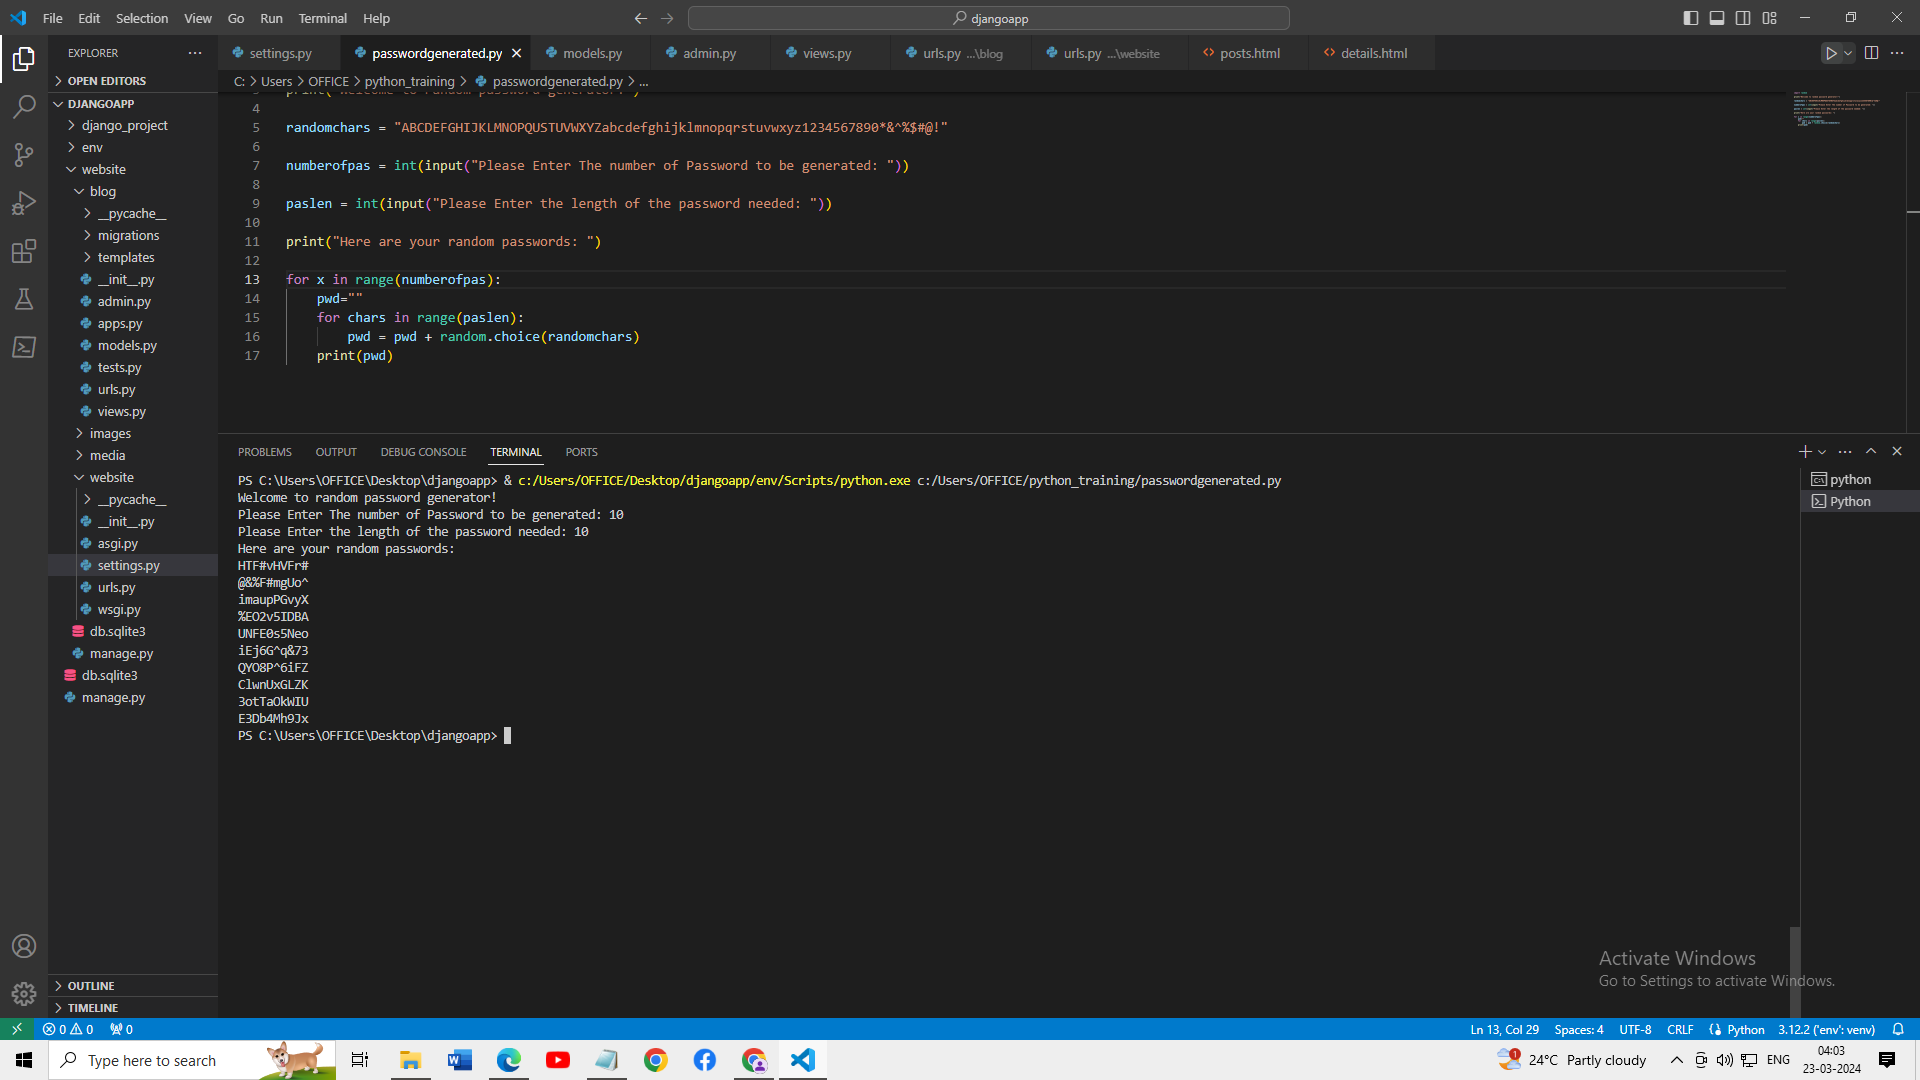 File Edit Selection View Go Run Terminal Help
djangoapp
EXPLORER
OPEN EDITORS
DJANGOAPP
django_project
env
website
blog
__pycache__
migrations
templates
__init__.py
admin.py
apps.py
models.py
tests.py
urls.py
views.py
images
media
website
__pycache__
__init__.py
asgi.py
settings.py
urls.py
wsgi.py
db.sqlite3
manage.py
db.sqlite3
manage.py
OUTLINE
TIMELINE
settings.py passwordgenerated.py models.py admin.py views.py urls.py ...\blog urls.py ...\website posts.html details.html
C: > Users > OFFICE > python_training > passwordgenerated.py > ...
4
5 randomchars = "ABCDEFGHIJKLMNOPQUSTUVWXYZabcdefghijklmnopqrstuvwxyz1234567890*&^%$#@!"
6
7 numberofpas = int(input("Please Enter The number of Password to be generated: "))
8
9 paslen = int(input("Please Enter the length of the password needed: "))
10
11 print("Here are your random passwords: ")
12
13 for x in range(numberofpas):
14 pwd=""
15 for chars in range(paslen):
16 pwd = pwd + random.choice(randomchars)
17 print(pwd)
PROBLEMS OUTPUT DEBUG CONSOLE TERMINAL PORTS
PS C:\Users\OFFICE\Desktop\djangoapp> & c:/Users/OFFICE/Desktop/djangoapp/env/Scripts/python.exe c:/Users/OFFICE/python_training/passwordgenerated.py
Welcome to random password generator!
Please Enter The number of Password to be generated: 10
Please Enter the length of the password needed: 10
Here are your random passwords:
HTF#vHVFr#
@&%F#mgUo^
imaupPGvyX
%EO2v5IDBA
UNFE0s5Neo
iEj6G^q&73
QYO8P^6iFZ
ClwnUxGLZK
3otTaOkWIU
E3Db4Mh9Jx
PS C:\Users\OFFICE\Desktop\djangoapp>
python
Python
Activate Windows
Go to Settings to activate Windows.
0 0 0
Ln 13, Col 29 Spaces: 4 UTF-8 CRLF Python 3.12.2 ('env': venv)
Type here to search
1 24°C Partly cloudy ENG
04:03
23-03-2024